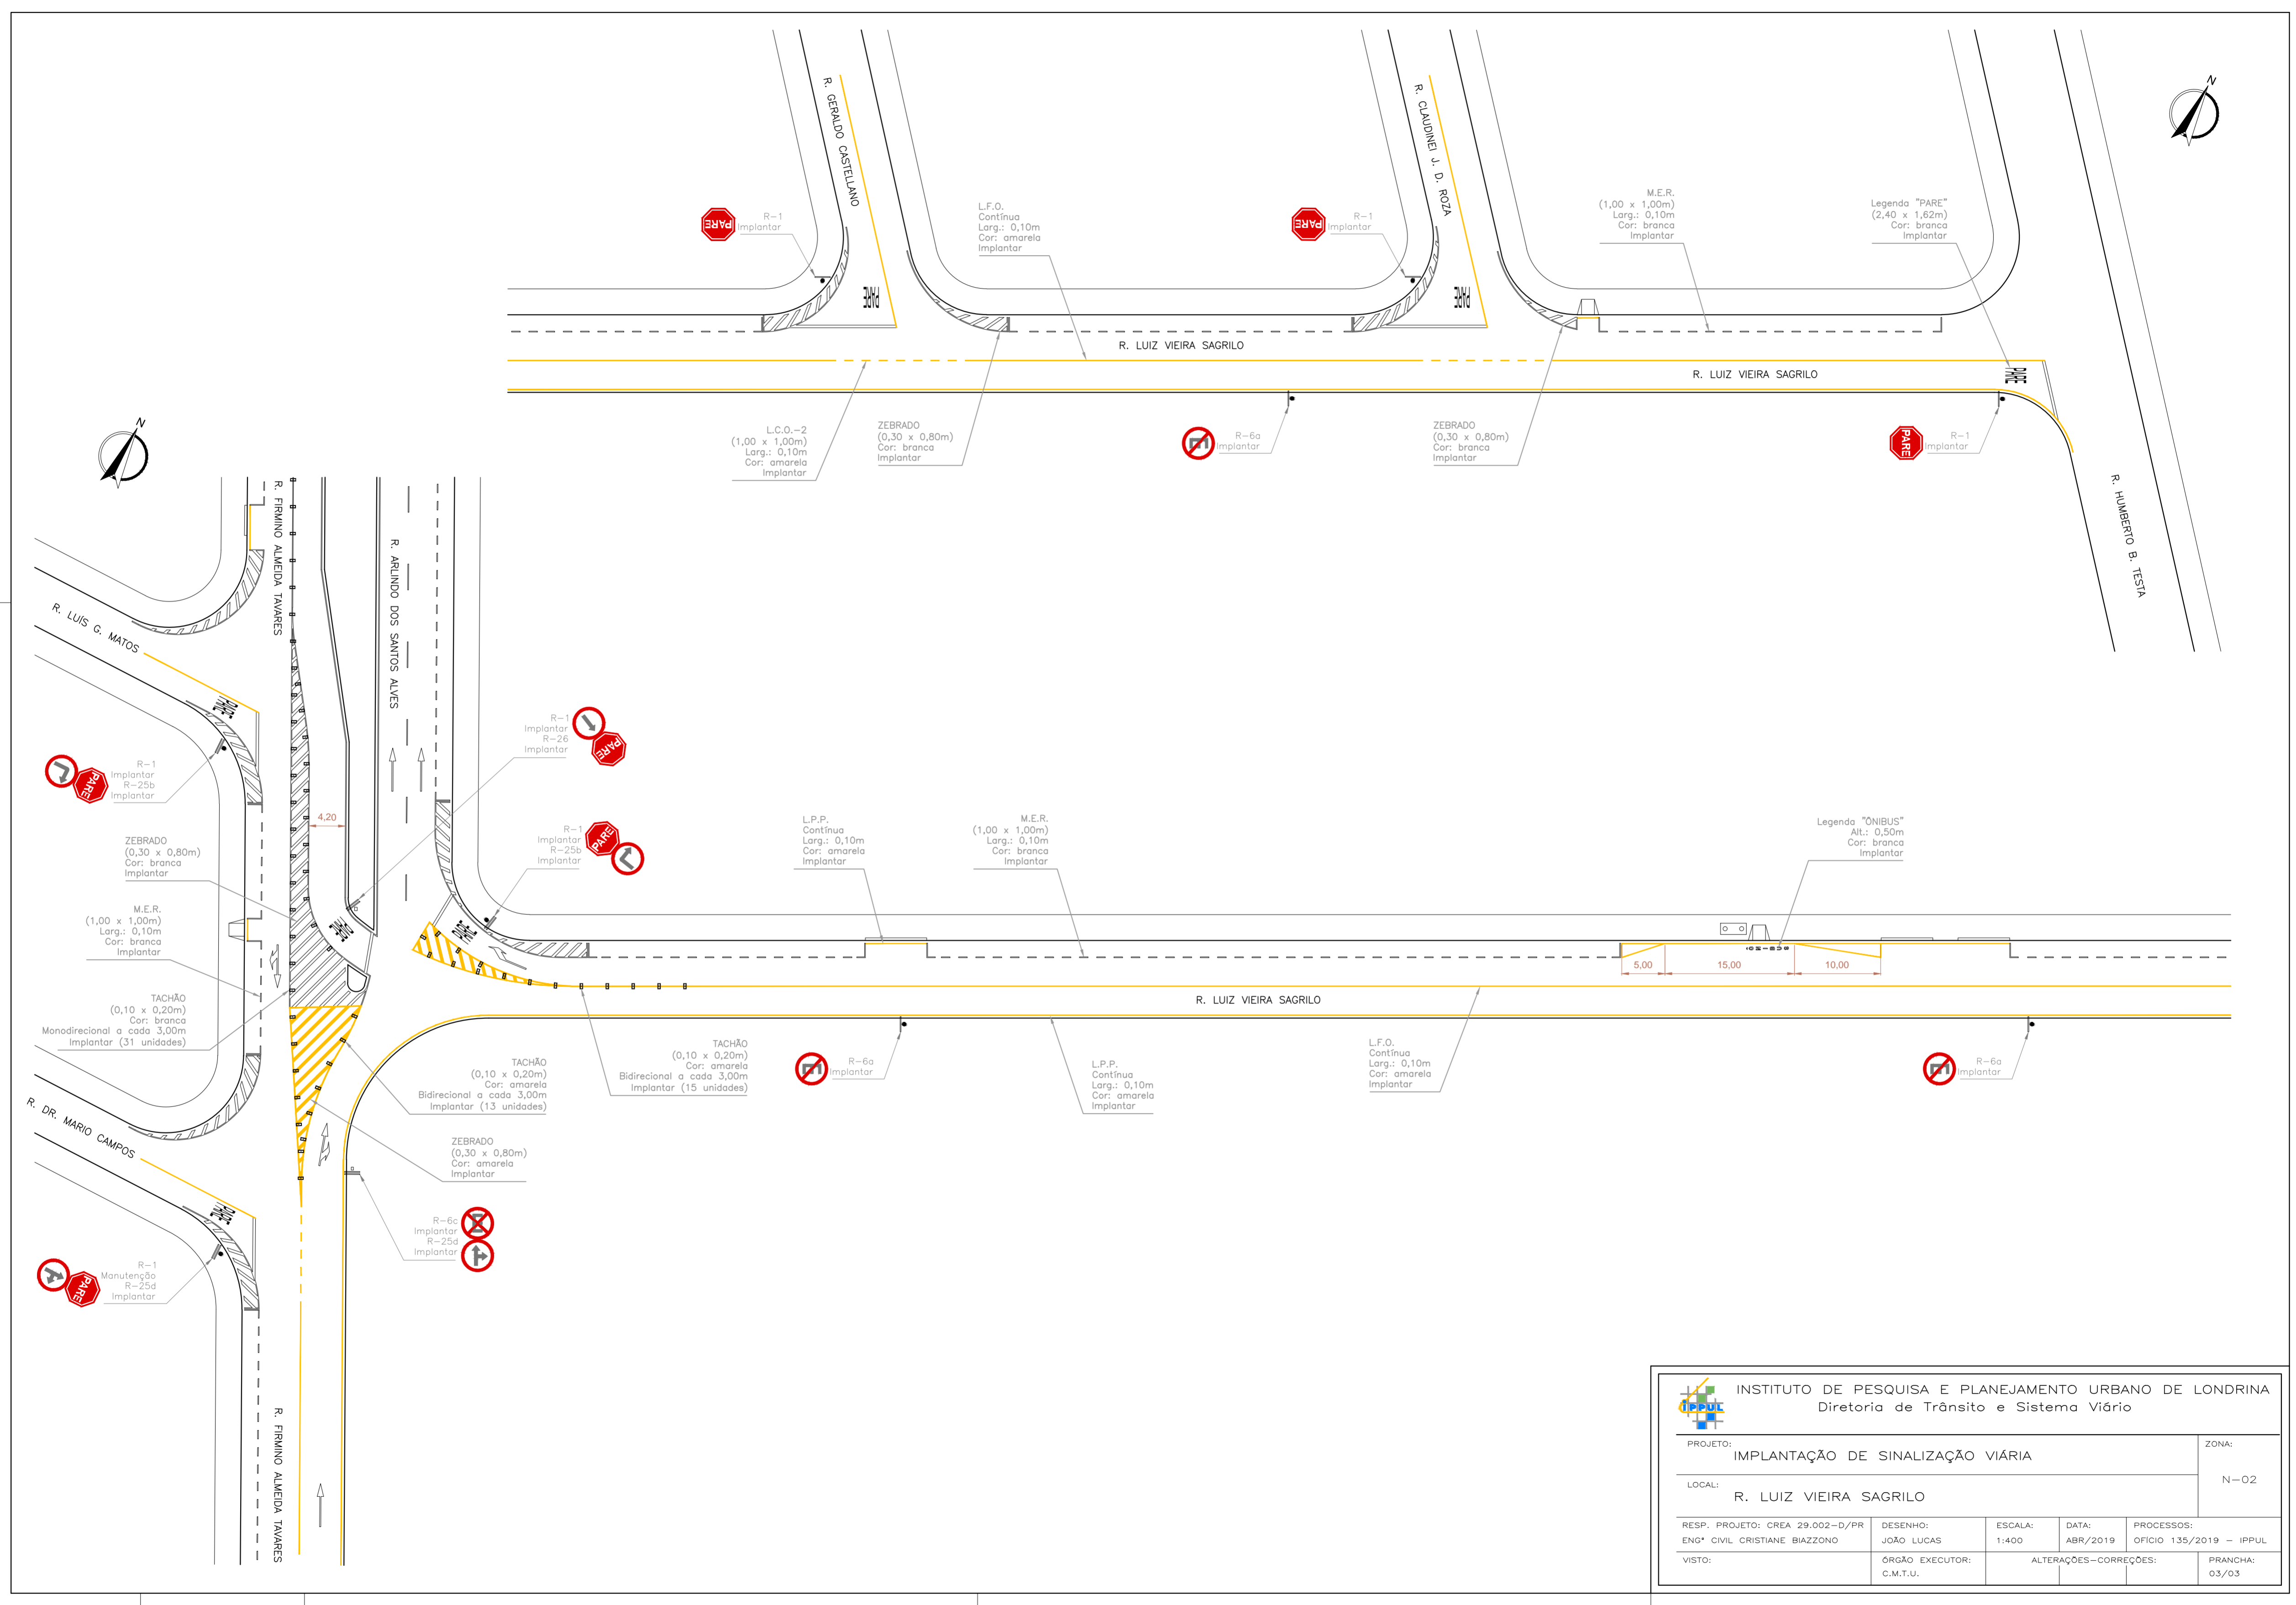 N
R. GERALDO CASTELLANO
R. CLAUDINEI J. D. ROZA
PARE
R-1
Implantar
L.F.O.
Contínua
Larg.: 0,10m
Cor: amarela
Implantar
PARE
R-1
Implantar
M.E.R.
(1,00 x 1,00m)
Larg.: 0,10m
Cor: branca
Implantar
Legenda "PARE"
(2,40 x 1,62m)
Cor: branca
Implantar
PARE
PARE
R. LUIZ VIEIRA SAGRILO
R. LUIZ VIEIRA SAGRILO
PARE
L.C.O.-2
(1,00 x 1,00m)
Larg.: 0,10m
Cor: amarela
Implantar
ZEBRADO
(0,30 x 0,80m)
Cor: branca
Implantar
E
R-6a
Implantar
ZEBRADO
(0,30 x 0,80m)
Cor: branca
Implantar
PARE
R-1
Implantar
R. HUMBERTO B. TESTA
N
R. FIRMINO ALMEIDA TAVARES
R. ARLINDO DOS SANTOS ALVES
R. LUÍS G. MATOS
PARE
R-1
Implantar
R-26
Implantar
PARE
PARE
R-1
Implantar
R-25b
Implantar
4,20
ZEBRADO
(0,30 x 0,80m)
Cor: branca
Implantar
R-1
Implantar
R-25b
Implantar
PARE
L.P.P.
Contínua
Larg.: 0,10m
Cor: amarela
Implantar
M.E.R.
(1,00 x 1,00m)
Larg.: 0,10m
Cor: branca
Implantar
Legenda "ÔNIBUS"
Alt.: 0,50m
Cor: branca
Implantar
M.E.R.
(1,00 x 1,00m)
Larg.: 0,10m
Cor: branca
Implantar
PARE
PARE
ÔNIBUS
5,00
15,00
10,00
TACHÃO
(0,10 x 0,20m)
Cor: branca
Monodirecional a cada 3,00m
Implantar (31 unidades)
R. LUIZ VIEIRA SAGRILO
TACHÃO
(0,10 x 0,20m)
Cor: amarela
Bidirecional a cada 3,00m
Implantar (13 unidades)
TACHÃO
(0,10 x 0,20m)
Cor: amarela
Bidirecional a cada 3,00m
Implantar (15 unidades)
E
R-6a
Implantar
L.P.P.
Contínua
Larg.: 0,10m
Cor: amarela
Implantar
L.F.O.
Contínua
Larg.: 0,10m
Cor: amarela
Implantar
E
R-6a
Implantar
R. DR. MARIO CAMPOS
ZEBRADO
(0,30 x 0,80m)
Cor: amarela
Implantar
PARE
R-6c
Implantar
R-25d
Implantar
E
PARE
R-1
Manutenção
R-25d
Implantar
R. FIRMINO ALMEIDA TAVARES
IPPUL
INSTITUTO DE PESQUISA E PLANEJAMENTO URBANO DE LONDRINA
Diretoria de Trânsito e Sistema Viário
PROJETO:
IMPLANTAÇÃO DE SINALIZAÇÃO VIÁRIA
ZONA:
N-02
LOCAL:
R. LUIZ VIEIRA SAGRILO
RESP. PROJETO: CREA 29.002-D/PR
ENGª CIVIL CRISTIANE BIAZZONO
DESENHO:
JOÃO LUCAS
ESCALA:
1:400
DATA:
ABR/2019
PROCESSOS:
OFÍCIO 135/2019 - IPPUL
VISTO:
ÓRGÃO EXECUTOR:
C.M.T.U.
ALTERAÇÕES-CORREÇÕES:
PRANCHA:
03/03